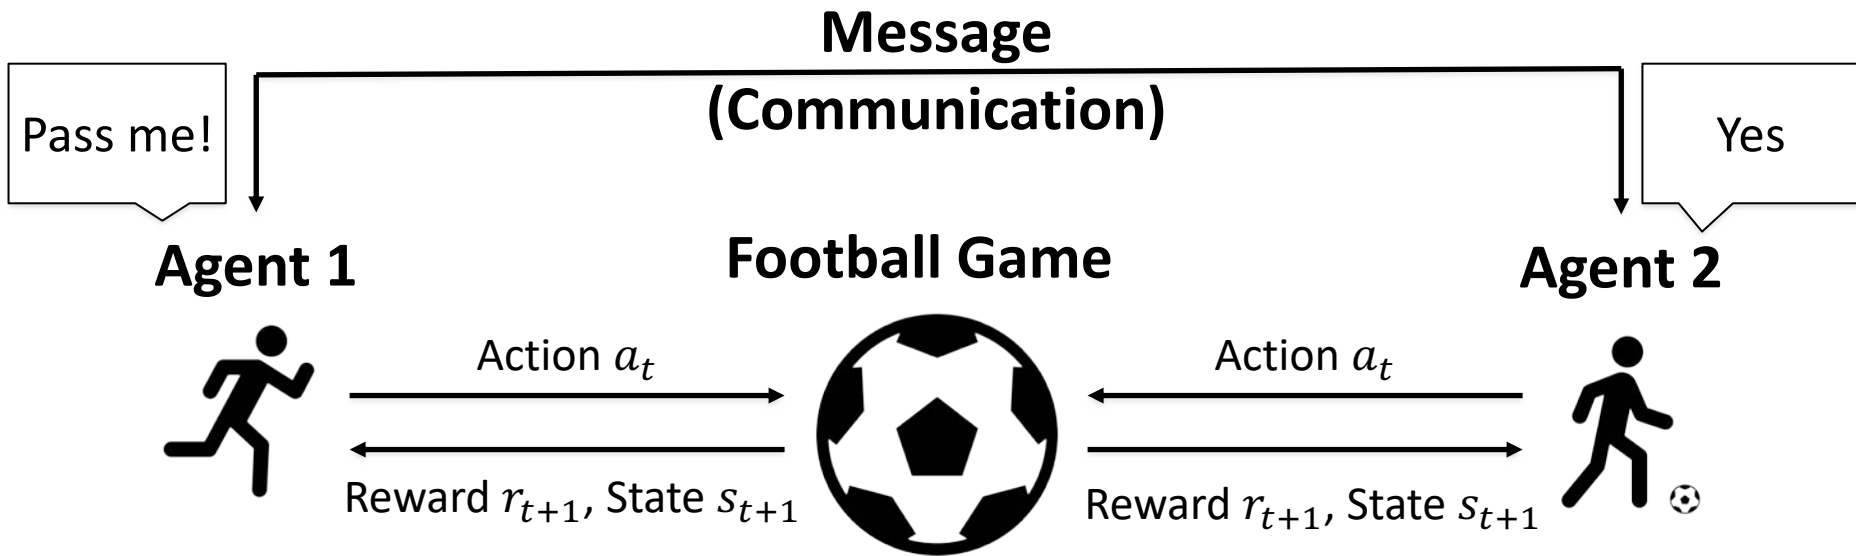 Message
(Communication)
Pass me!
Yes
Agent 1
Football Game
Agent 2
Action a_t
Action a_t
Reward r_{t+1}, State s_{t+1}
Reward r_{t+1}, State s_{t+1}